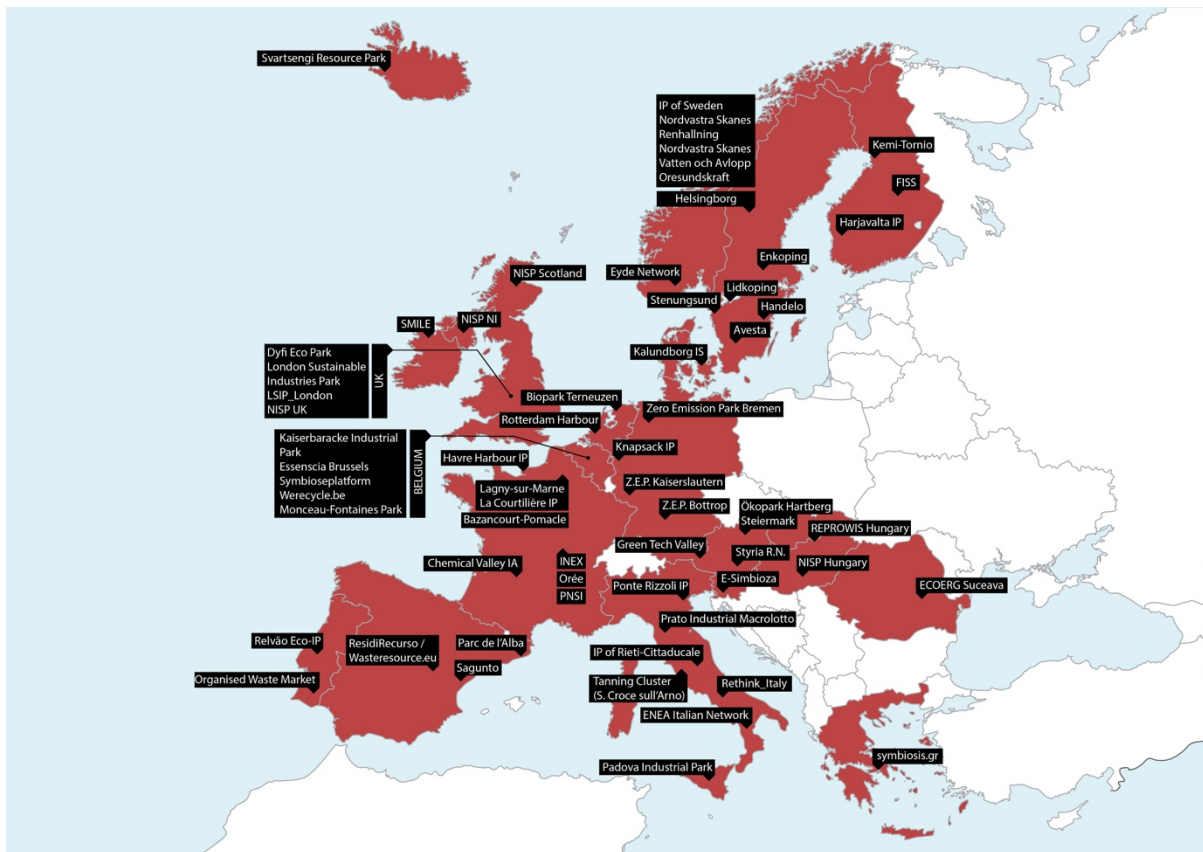 Svartsengi Resource Park
IP of Sweden
Nordvastra Skanes
Renhallning
Nordvastra Skanes
Vatten och Avlopp
Oresundskraft
Helsingborg
Kemi-Tornio
FISS
Harjavalta IP
Enkoping
NISP Scotland
Eyde Network
Lidkoping
Stenungsund
Handelo
SMILE
NISP NI
Avesta
Kalundborg IS
Dyfi Eco Park
London Sustainable
Industries Park
LSIP_London
NISP UK
UK
Biopark Terneuzen
Zero Emission Park Bremen
Rotterdam Harbour
Kaiserbaracke Industrial
Park
Essenscia Brussels
Symbioseplatform
Werecycle.be
Monceau-Fontaines Park
BELGIUM
Knapsack IP
Havre Harbour IP
Lagny-sur-Marne
La Courtilière IP
Z.E.P. Kaiserslautern
Bazancourt-Pomacle
Z.E.P. Bottrop
Ökopark Hartberg
Steiermark
REPROWIS Hungary
Green Tech Valley
Styria R.N.
NISP Hungary
Chemical Valley IA
INEX
Orée
PNSI
Ponte Rizzoli IP
E-Simbioza
ECOERG Suceava
Prato Industrial Macrolotto
Relvão Eco-IP
ResidiRecurso /
Wasteresource.eu
Parc de l'Alba
IP of Rieti-Cittaducale
Sagunto
Organised Waste Market
Tanning Cluster
(S. Croce sull'Arno)
Rethink_Italy
ENEA Italian Network
symbiosis.gr
Padova Industrial Park